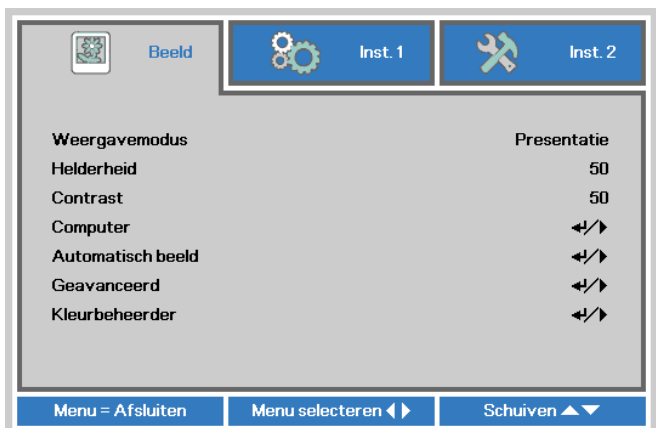 Beeld Inst. 1 Inst. 2
Weergavemodus Presentatie
Helderheid 50
Contrast 50
Computer ↵/▶
Automatisch beeld ↵/▶
Geavanceerd ↵/▶
Kleurbeheerder ↵/▶
Menu = Afsluiten Menu selecteren ◀ ▶ Schuiven ▲▼